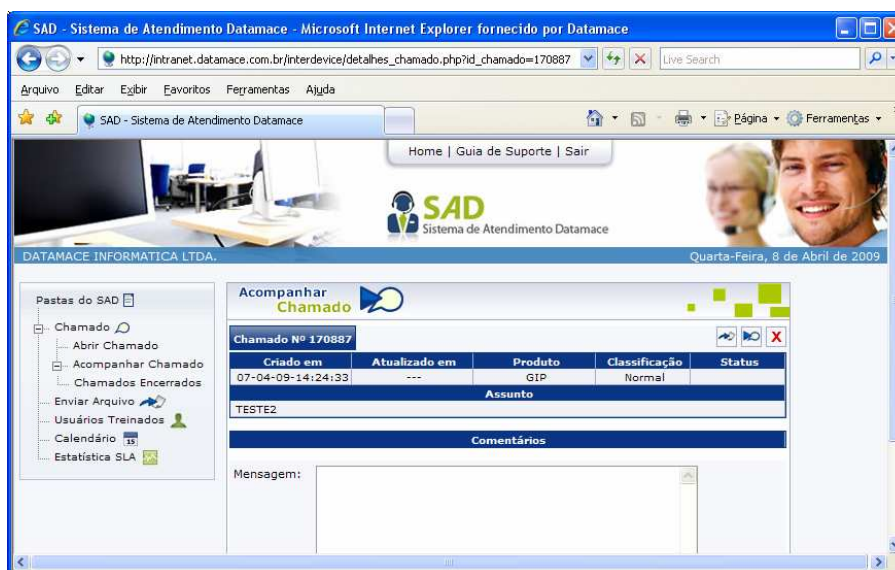 SAD - Sistema de Atendimento Datamace - Microsoft Internet Explorer fornecido por Datamace
http://intranet.datamace.com.br/interdevice/detalhes_chamado.php?id_chamado=170887
Live Search
Arquivo Editar Exibir Favoritos Ferramentas Ajuda
SAD - Sistema de Atendimento Datamace
Página Ferramentas
Home | Guia de Suporte | Sair
SAD
Sistema de Atendimento Datamace
DATAMACE INFORMATICA LTDA. Quarta-Feira, 8 de Abril de 2009
Pastas do SAD
Chamado
Abrir Chamado
Acompanhar Chamado
Chamados Encerrados
Enviar Arquivo
Usuários Treinados
Calendário 15
Estatística SLA
Acompanhar
Chamado
Chamado Nº 170887 X
Criado em Atualizado em Produto Classificação Status
07-04-09-14:24:33 --- GIP Normal
Assunto
TESTE2
Comentários
Mensagem: